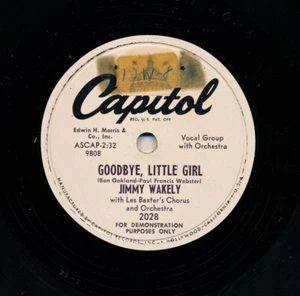 Capitol
REG. U.S. PAT. OFF.
Edwin H. Morris &
Co., Inc.
ASCAP-2:32
9808
Vocal Group
with Orchestra
GOODBYE, LITTLE GIRL
(Ben Oakland-Paul Francis Webster)
JIMMY WAKELY
with Les Baxter's Chorus
and Orchestra
2028
FOR DEMONSTRATION
PURPOSES ONLY